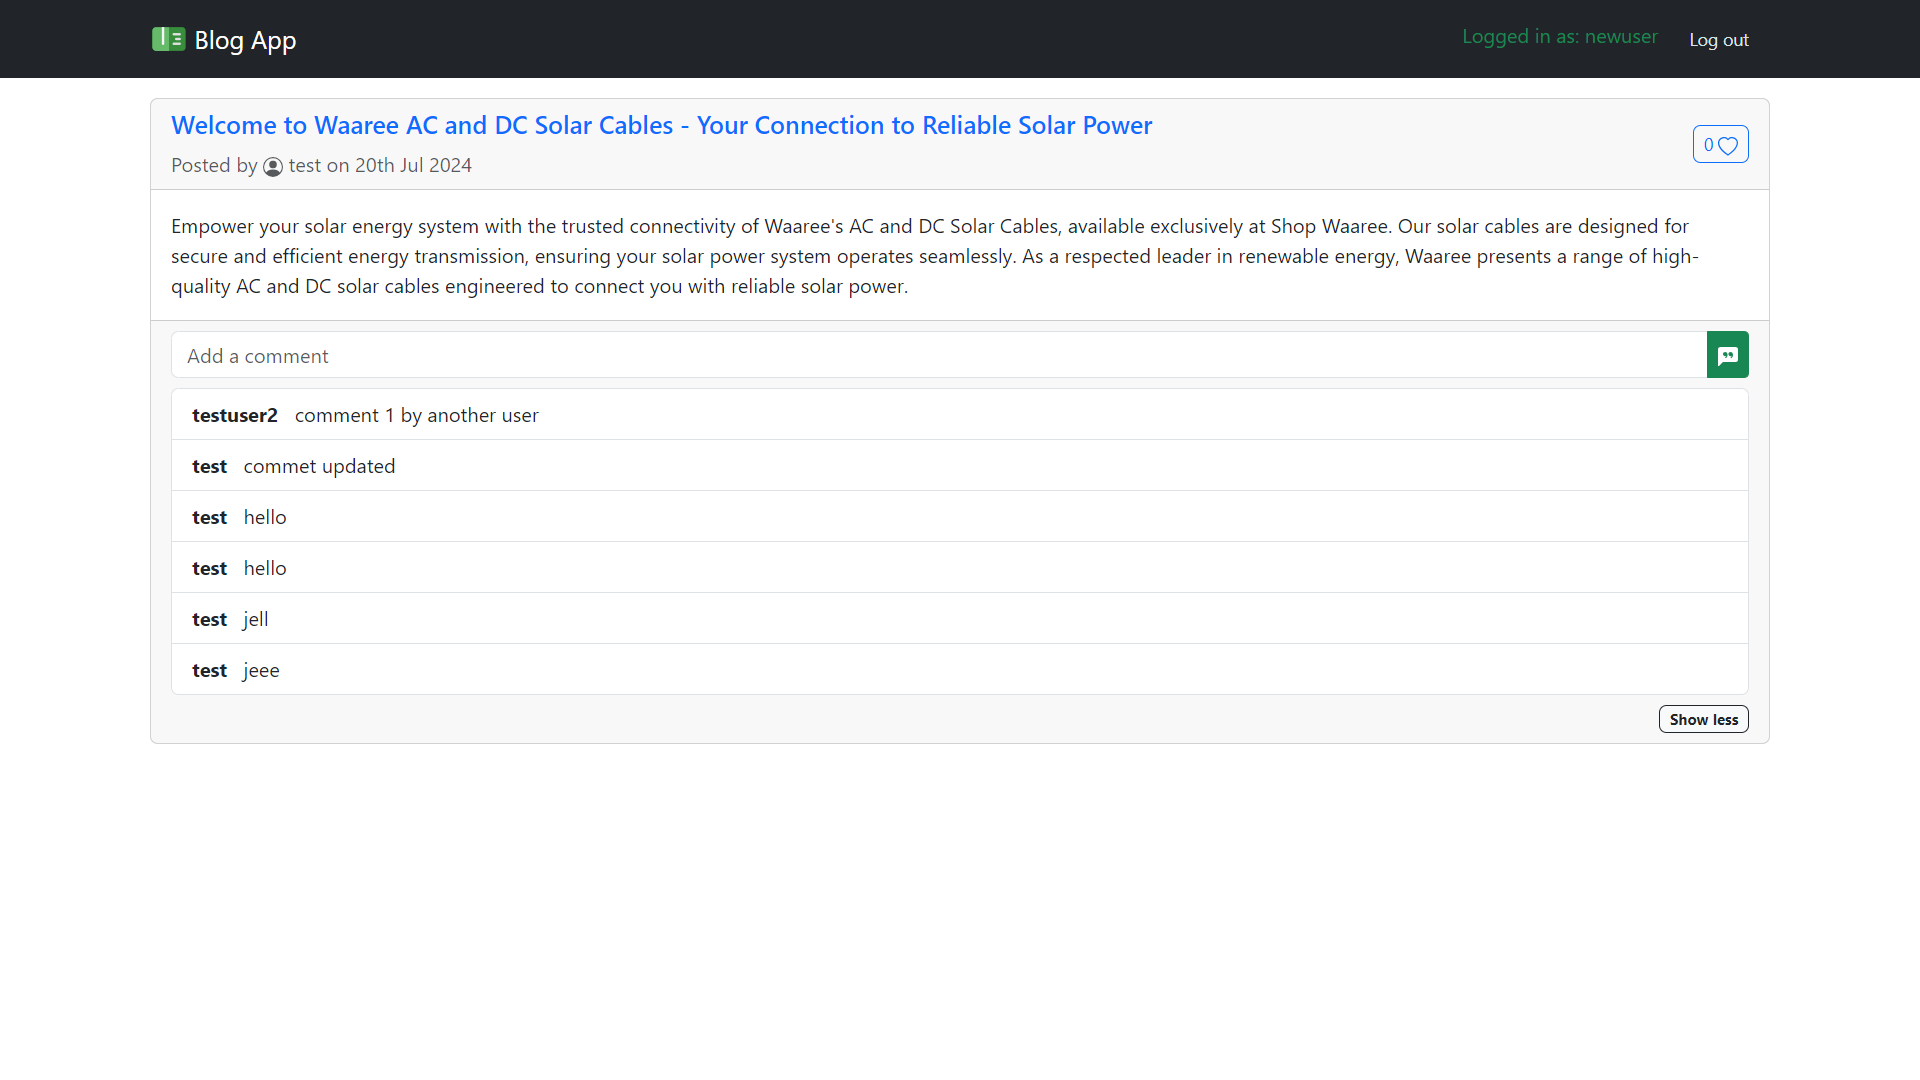 Blog App
Logged in as: newuser
Log out
Welcome to Waaree AC and DC Solar Cables - Your Connection to Reliable Solar Power
Posted by test on 20th Jul 2024
0
Empower your solar energy system with the trusted connectivity of Waaree's AC and DC Solar Cables, available exclusively at Shop Waaree. Our solar cables are designed for
secure and efficient energy transmission, ensuring your solar power system operates seamlessly. As a respected leader in renewable energy, Waaree presents a range of high-
quality AC and DC solar cables engineered to connect you with reliable solar power.
Add a comment
testuser2 comment 1 by another user
test commet updated
test hello
test hello
test jell
test jeee
Show less